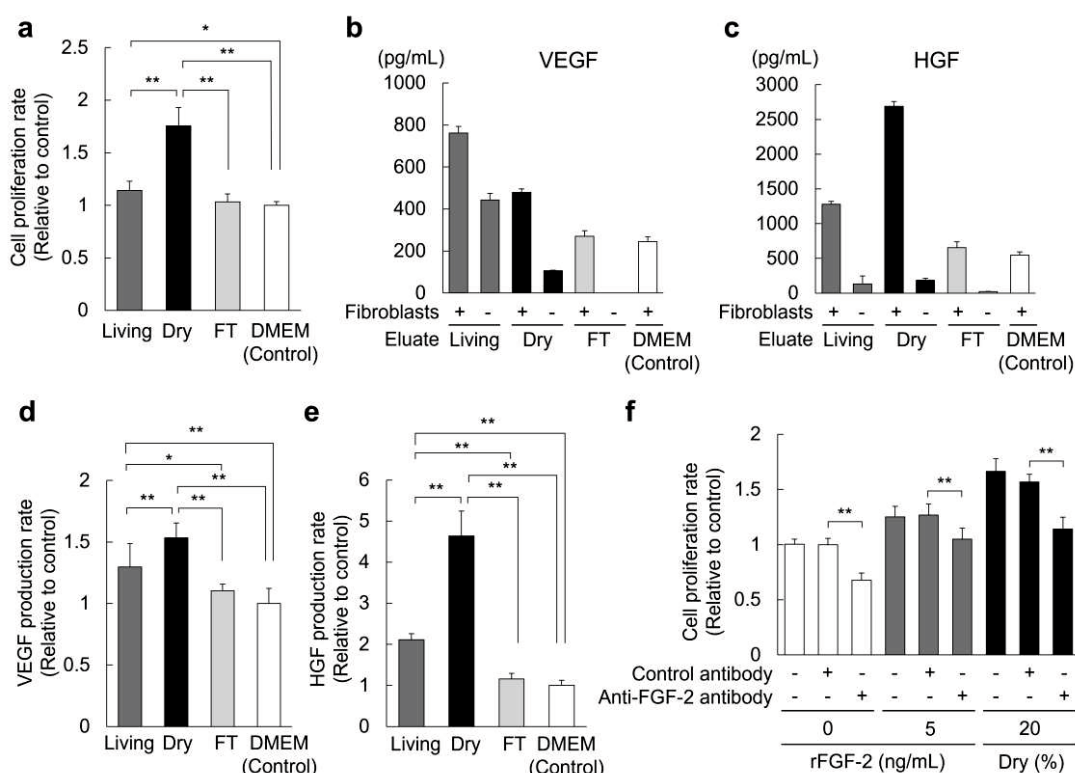 a
Cell proliferation rate
(Relative to control)
2.5
2
1.5
1
0.5
0
*
**
**
**
Living Dry FT DMEM
(Control)
b
(pg/mL)
VEGF
1000
800
600
400
200
0
Fibroblasts + - + - + - +
Eluate Living Dry FT DMEM
(Control)
c
(pg/mL)
HGF
3000
2500
2000
1500
1000
500
0
Fibroblasts + - + - + - +
Eluate Living Dry FT DMEM
(Control)
d
VEGF production rate
(Relative to control)
2
1.5
1
0.5
0
**
*
**
**
**
Living Dry FT DMEM
(Control)
e
HGF production rate
(Relative to control)
6
5
4
3
2
1
0
**
**
**
**
**
Living Dry FT DMEM
(Control)
f
Cell proliferation rate
(Relative to control)
2
1.5
1
0.5
0
**
**
**
Control antibody - + - - + - - + -
Anti-FGF-2 antibody - - + - - + - - +
0 5 20
rFGF-2 (ng/mL) Dry (%)